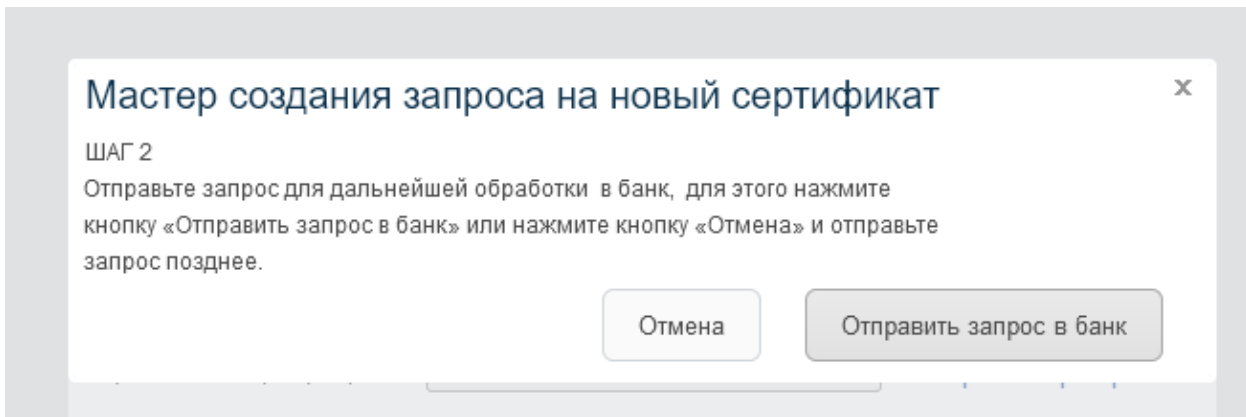 Мастер создания запроса на новый сертификат
x
ШАГ 2
Отправьте запрос для дальнейшей обработки в банк, для этого нажмите
кнопку «Отправить запрос в банк» или нажмите кнопку «Отмена» и отправьте
запрос позднее.
Отмена
Отправить запрос в банк